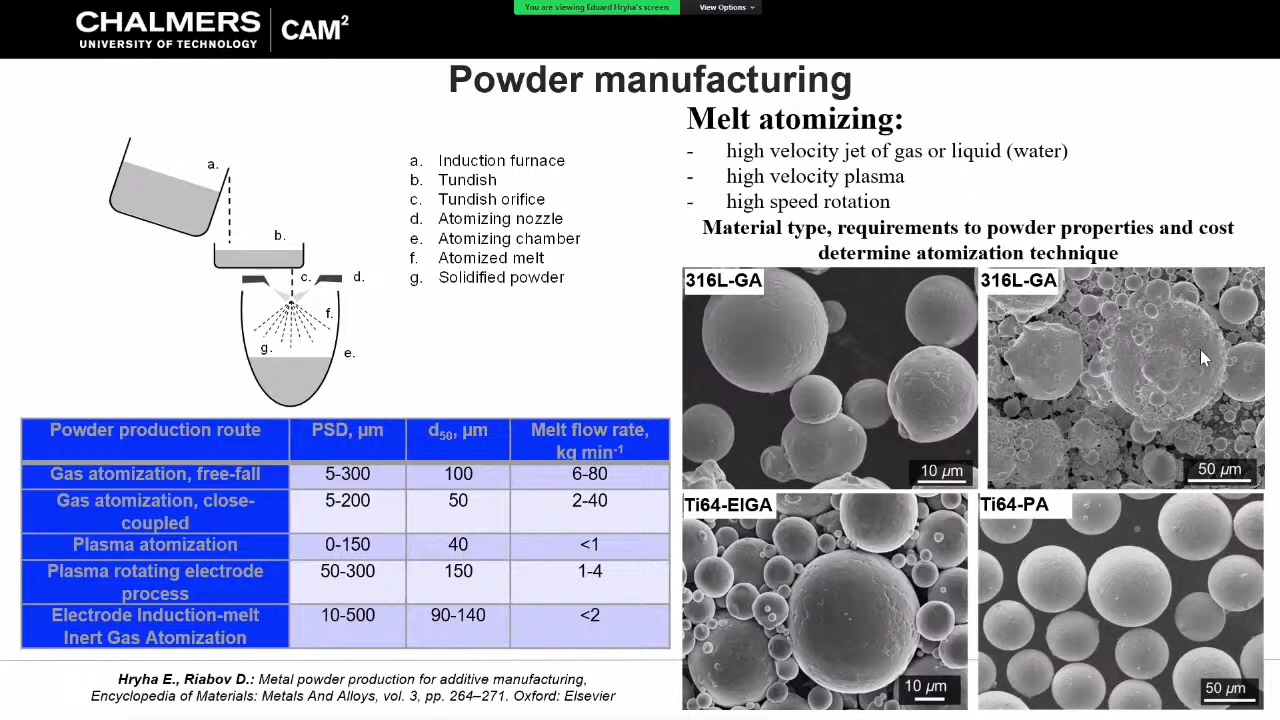 You are viewing Eduard Hryha's screen
View Options
CHALMERS
UNIVERSITY OF TECHNOLOGY
CAM²
Powder manufacturing
a.
b.
c.
d.
f.
g.
e.
a. Induction furnace
b. Tundish
c. Tundish orifice
d. Atomizing nozzle
e. Atomizing chamber
f. Atomized melt
g. Solidified powder
Melt atomizing:
- high velocity jet of gas or liquid (water)
- high velocity plasma
- high speed rotation
Material type, requirements to powder properties and cost
determine atomization technique
316L-GA
10 µm
316L-GA
50 µm
Ti64-EIGA
10 µm
Ti64-PA
50 µm
Powder production route PSD, µm d50, µm Melt flow rate,
kg min-1
Gas atomization, free-fall 5-300 100 6-80
Gas atomization, close- 5-200 50 2-40
coupled
Plasma atomization 0-150 40 <1
Plasma rotating electrode 50-300 150 1-4
process
Electrode Induction-melt 10-500 90-140 <2
Inert Gas Atomization
Hryha E., Riabov D.: Metal powder production for additive manufacturing,
Encyclopedia of Materials: Metals And Alloys, vol. 3, pp. 264–271. Oxford: Elsevier